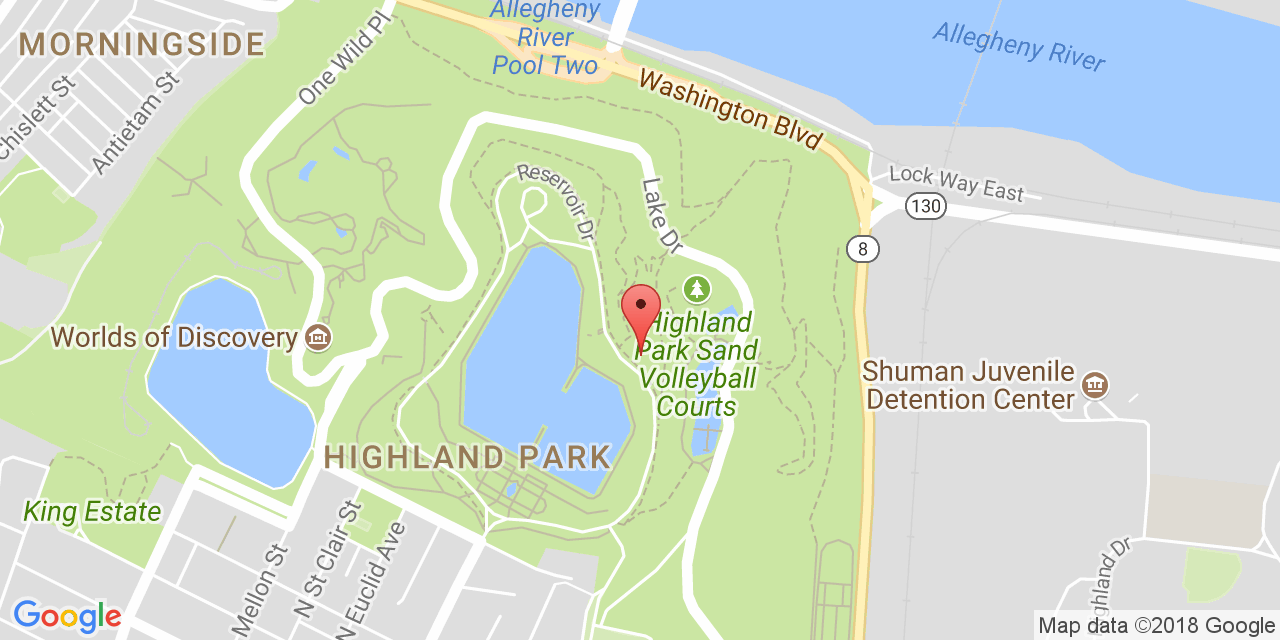 Allegheny
River
Pool Two
Allegheny River
MORNINGSIDE
One Wild Pl
Washington Blvd
Chislett St
Antietam St
Lock Way East
130
Reservoir Dr
Lake Dr
8
Worlds of Discovery
Highland
Park Sand
Volleyball
Courts
Shuman Juvenile
Detention Center
HIGHLAND PARK
King Estate
Mellon St
N St Clair St
N Euclid Ave
ighland Dr
Google
Map data ©2018 Google